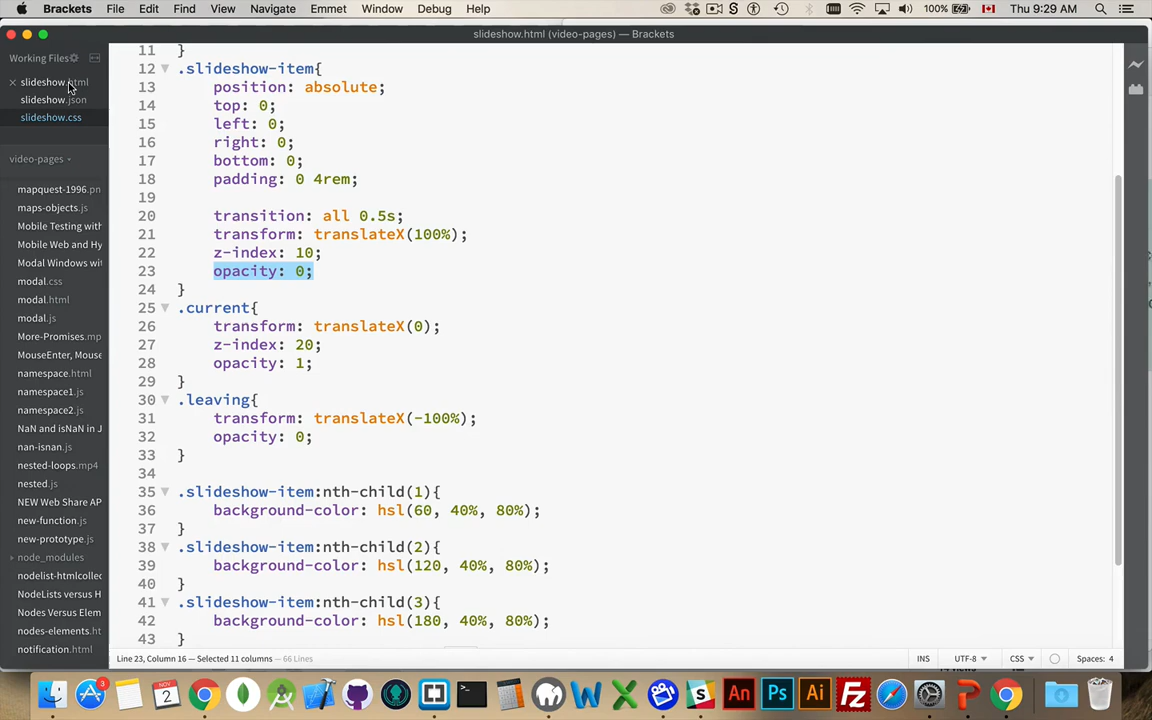 Brackets File Edit Find View Navigate Emmet Window Debug Help 100% Thu 9:29 AM
slideshow.html (video-pages) — Brackets
Working Files
slideshow.html
slideshow.json
slideshow.css
video-pages
mapquest-1996.pn
maps-objects.js
Mobile Testing with
Mobile Web and Hy
Modal Windows wit
modal.css
modal.html
modal.js
More-Promises.mp
MouseEnter, Mouse
namespace.html
namespace1.js
namespace2.js
NaN and isNaN in J
nan-isnan.js
nested-loops.mp4
nested.js
NEW Web Share AP
new-function.js
new-prototype.js
node_modules
nodelist-htmlcollec
NodeLists versus H
Nodes Versus Elem
nodes-elements.ht
notification.html
11 }
12 .slideshow-item{
13 position: absolute;
14 top: 0;
15 left: 0;
16 right: 0;
17 bottom: 0;
18 padding: 0 4rem;
19
20 transition: all 0.5s;
21 transform: translateX(100%);
22 z-index: 10;
23 opacity: 0;
24 }
25 .current{
26 transform: translateX(0);
27 z-index: 20;
28 opacity: 1;
29 }
30 .leaving{
31 transform: translateX(-100%);
32 opacity: 0;
33 }
34
35 .slideshow-item:nth-child(1){
36 background-color: hsl(60, 40%, 80%);
37 }
38 .slideshow-item:nth-child(2){
39 background-color: hsl(120, 40%, 80%);
40 }
41 .slideshow-item:nth-child(3){
42 background-color: hsl(180, 40%, 80%);
43 }
Line 23, Column 16 — Selected 11 columns — 66 Lines
INS UTF-8 CSS Spaces: 4
3
NOV
2
An Ps Ai Fz